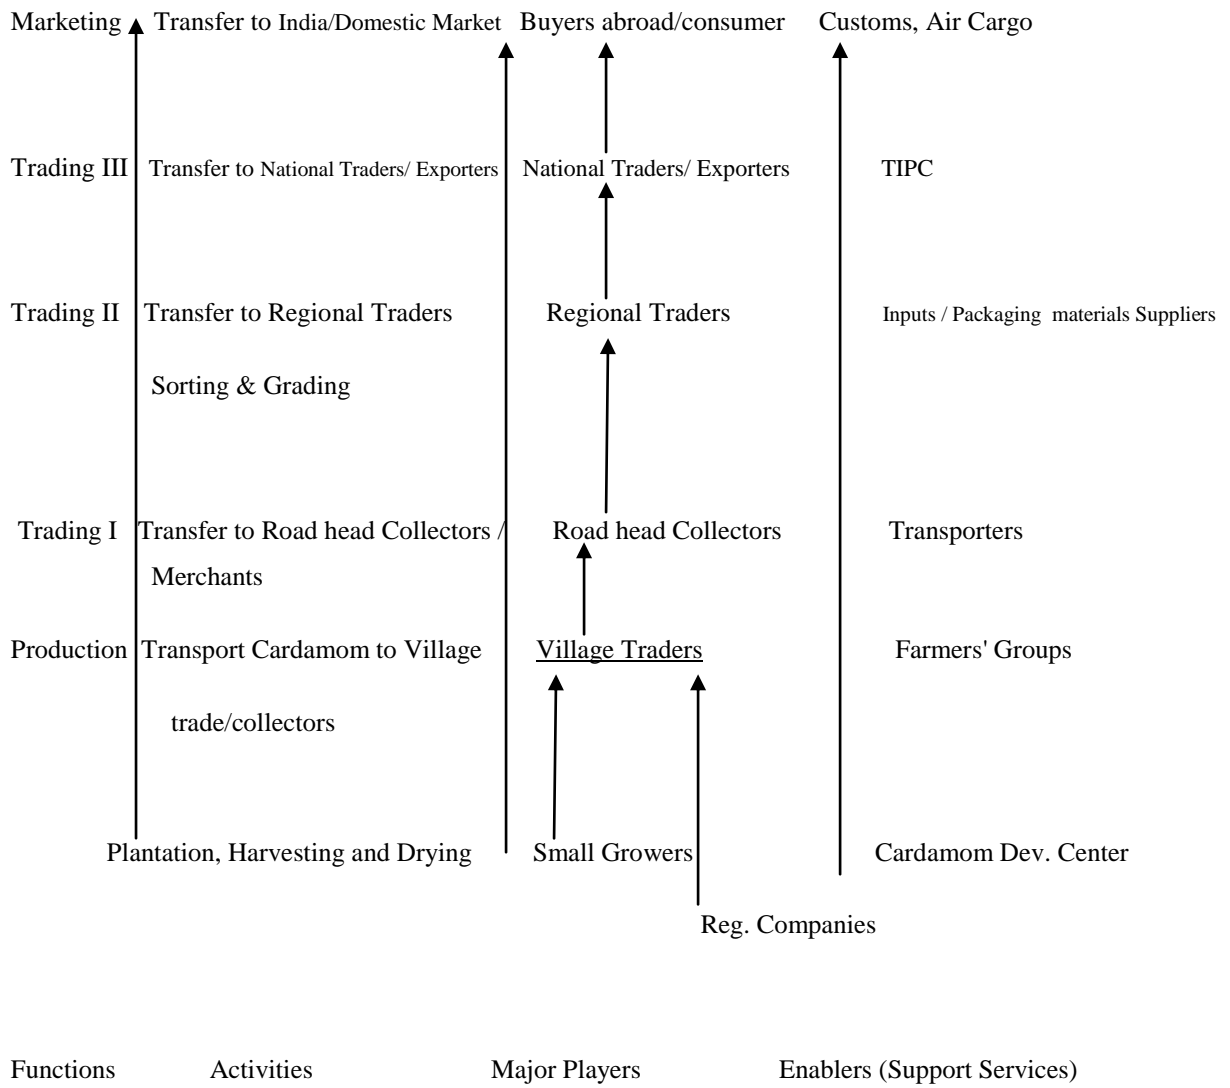 Marketing Transfer to India/Domestic Market Buyers abroad/consumer Customs, Air Cargo
Trading III Transfer to National Traders/ Exporters National Traders/ Exporters TIPC
Trading II Transfer to Regional Traders Regional Traders Inputs / Packaging materials Suppliers
Sorting & Grading
Trading I Transfer to Road head Collectors / Road head Collectors Transporters
Merchants
Production Transport Cardamom to Village Village Traders Farmers' Groups
trade/collectors
Plantation, Harvesting and Drying Small Growers Cardamom Dev. Center
Reg. Companies
Functions Activities Major Players Enablers (Support Services)